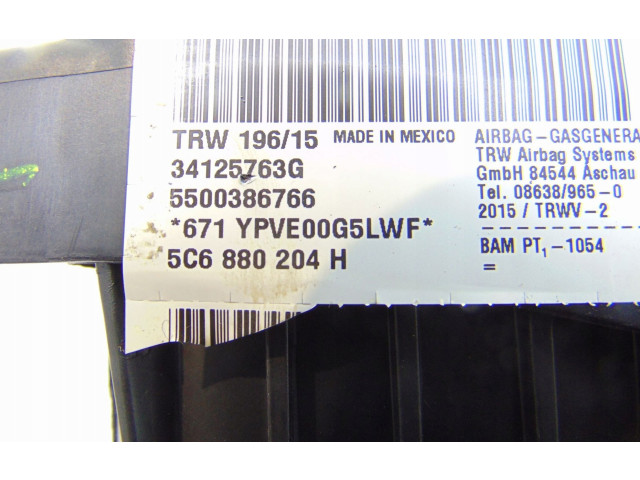 TRW 196/15 MADE IN MEXICO
34125763G
5500386766
*671 YPVE00G5LWF*
5C6 880 204 H
AIRBAG-GASGENERA
TRW Airbag Systems
GmbH 84544 Aschau
Tel. 08638/965-0
2015 / TRWV-2
BAM PT₁-1054
=